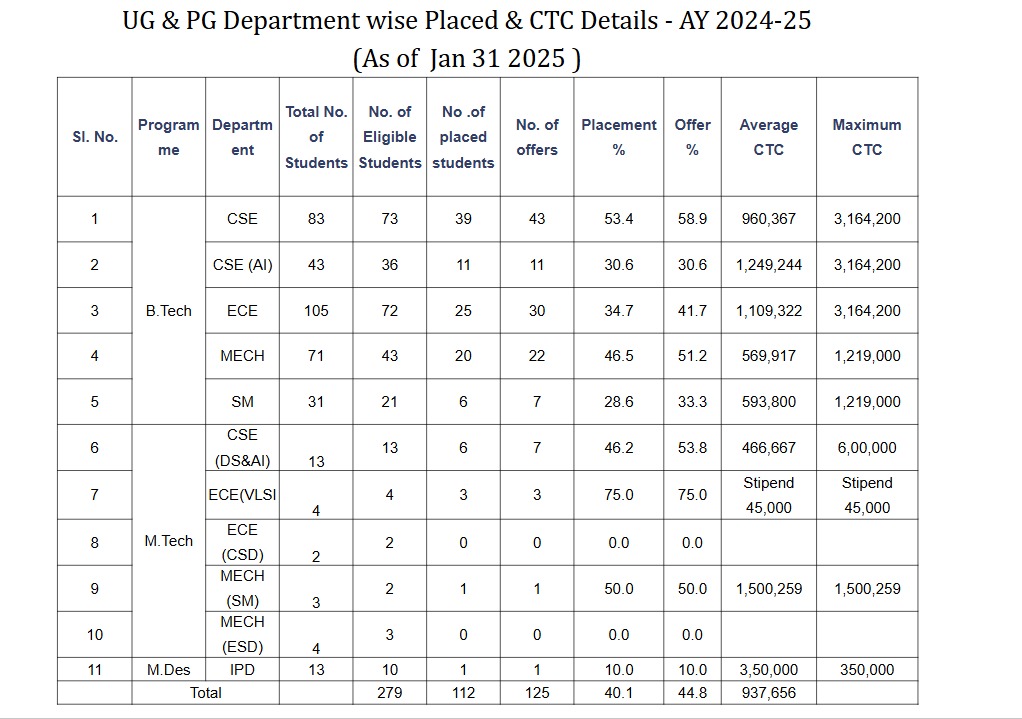 UG & PG Department wise Placed & CTC Details - AY 2024-25
(As of Jan 31 2025 )
Sl. No. Program me Departm ent Total No. of Students No. of Eligible Students No .of placed students No. of offers Placement % Offer % Average CTC Maximum CTC
1 B.Tech CSE 83 73 39 43 53.4 58.9 960,367 3,164,200
2 CSE (AI) 43 36 11 11 30.6 30.6 1,249,244 3,164,200
3 ECE 105 72 25 30 34.7 41.7 1,109,322 3,164,200
4 MECH 71 43 20 22 46.5 51.2 569,917 1,219,000
5 SM 31 21 6 7 28.6 33.3 593,800 1,219,000
6 M.Tech CSE (DS&AI) 13 13 6 7 46.2 53.8 466,667 6,00,000
7 ECE(VLSI 4 4 3 3 75.0 75.0 Stipend 45,000 Stipend 45,000
8 ECE (CSD) 2 2 0 0 0.0 0.0
9 MECH (SM) 3 2 1 1 50.0 50.0 1,500,259 1,500,259
10 MECH (ESD) 4 3 0 0 0.0 0.0
11 M.Des IPD 13 10 1 1 10.0 10.0 3,50,000 350,000
Total 279 112 125 40.1 44.8 937,656